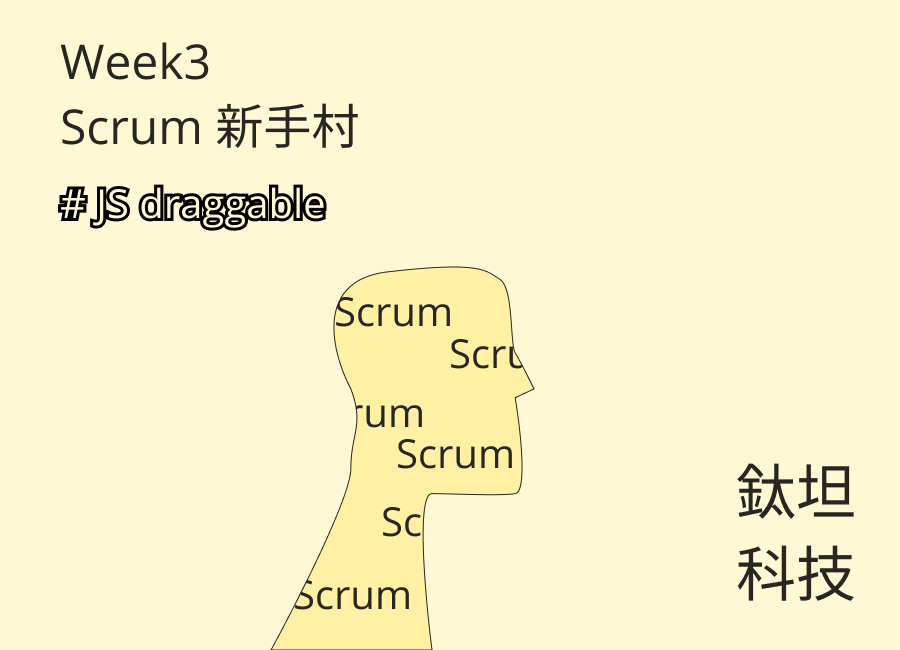 Week3
Scrum 新手村
# JS draggable
Scrum
Scru
rum
Scrum
Sc
Scrum
鈦坦
科技